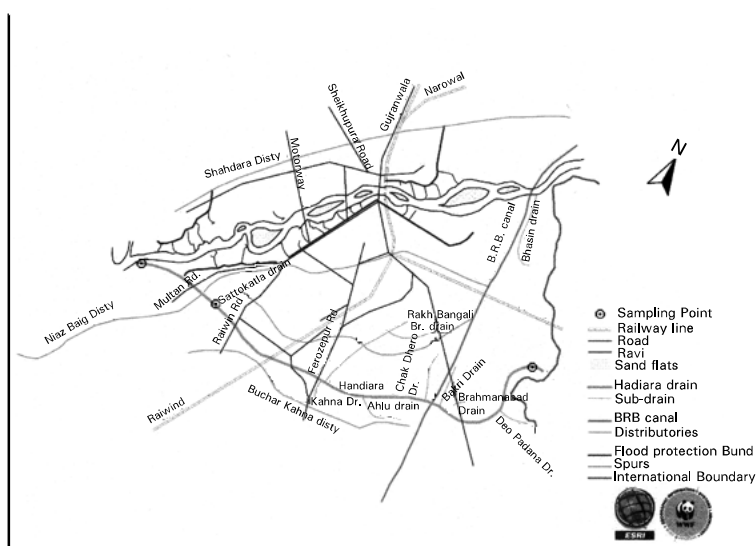 Narowal
Gujranwala
Sheikhupura Road
Motorway
Shahdara Disty
N
B.R.B. canal
Bhasin drain
Multan Rd.
Sattokatla drain
Niaz Baig Disty
Raiwin Rd
Ferozepur Rd
Rakh Bangali
Br. drain
Chak Dhero
Dr.
Bakri Drain
Brahmanabad
Drain
Handiara
Kahna Dr.
Ahlu drain
Raiwind
Buchar Kahna disty
Deo Padana Dr.
Sampling Point
Railway line
Road
Ravi
Sand flats
Hadiara drain
Sub-drain
BRB canal
Distributories
Flood protection Bund
Spurs
International Boundary
ESRI
WWF